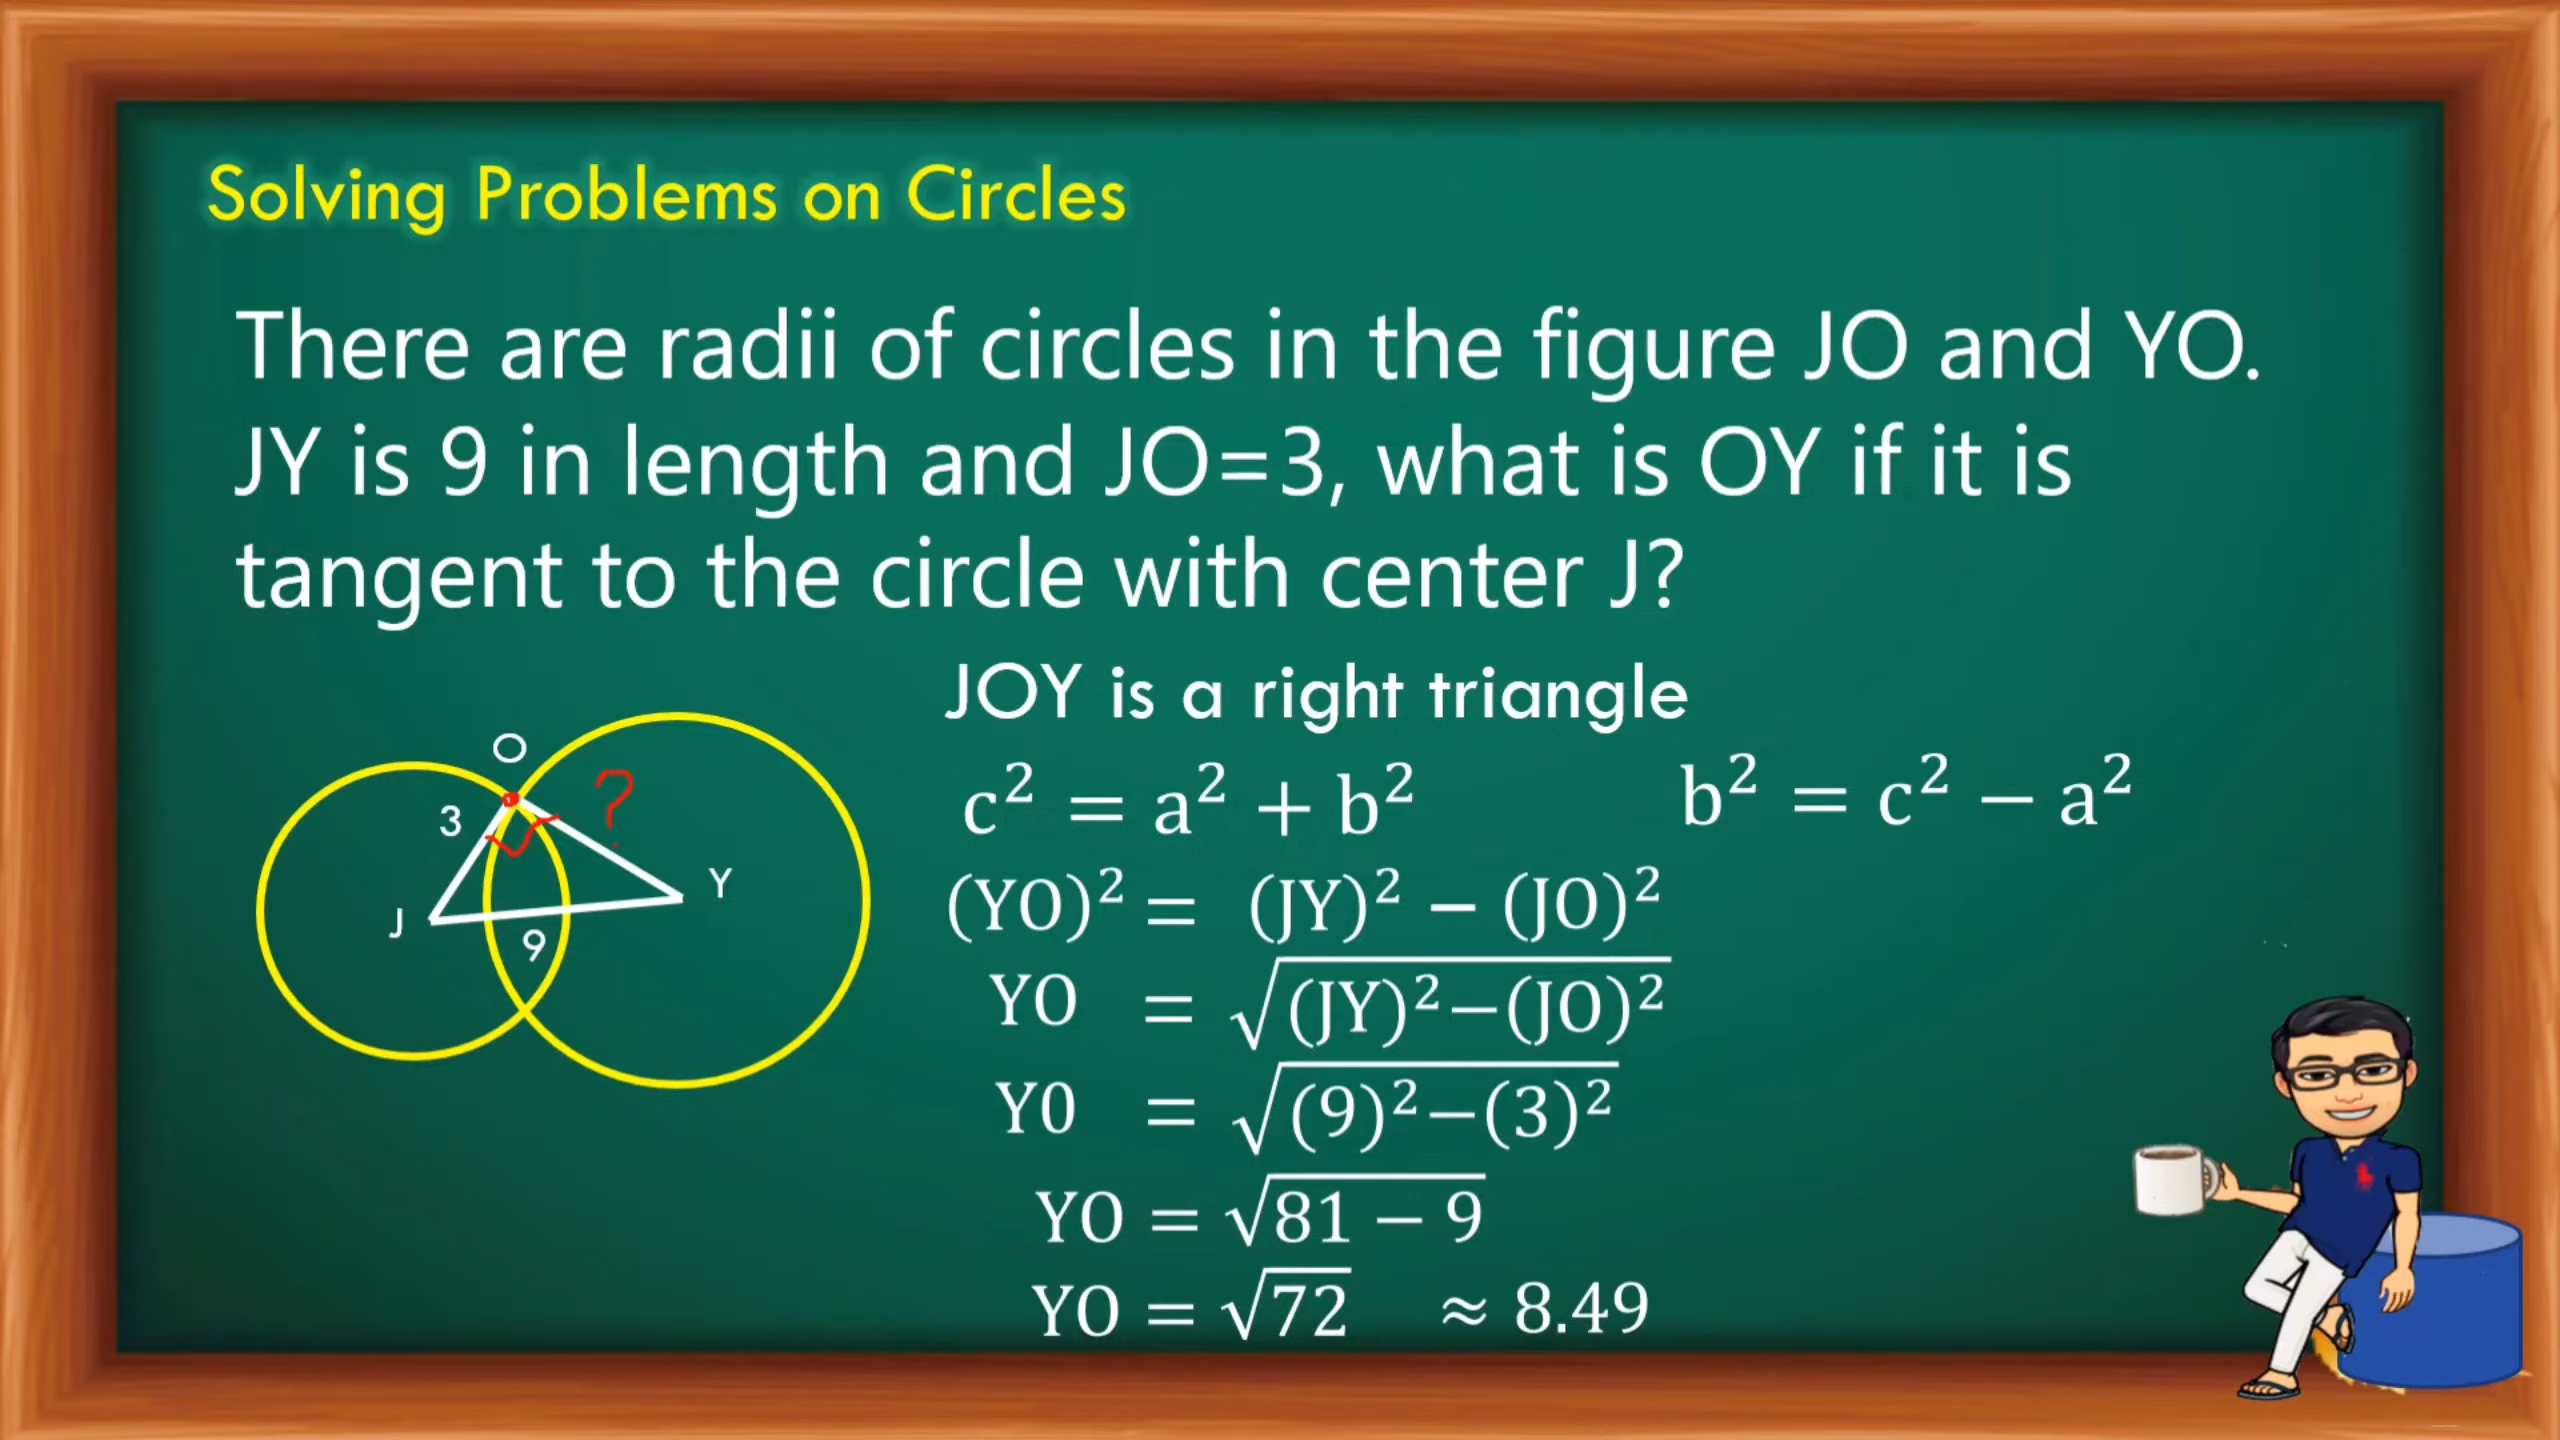 Solving Problems on Circles
There are radii of circles in the figure JO and YO.
JY is 9 in length and JO=3, what is OY if it is
tangent to the circle with center J?
JOY is a right triangle
c² = a² + b²
b² = c² − a²
(YO)² = (JY)² − (JO)²
YO = √(JY)²−(JO)²
Y0 = √(9)²−(3)²
YO = √81 − 9
YO = √72 ≈ 8.49
O
?
3
Y
J
9